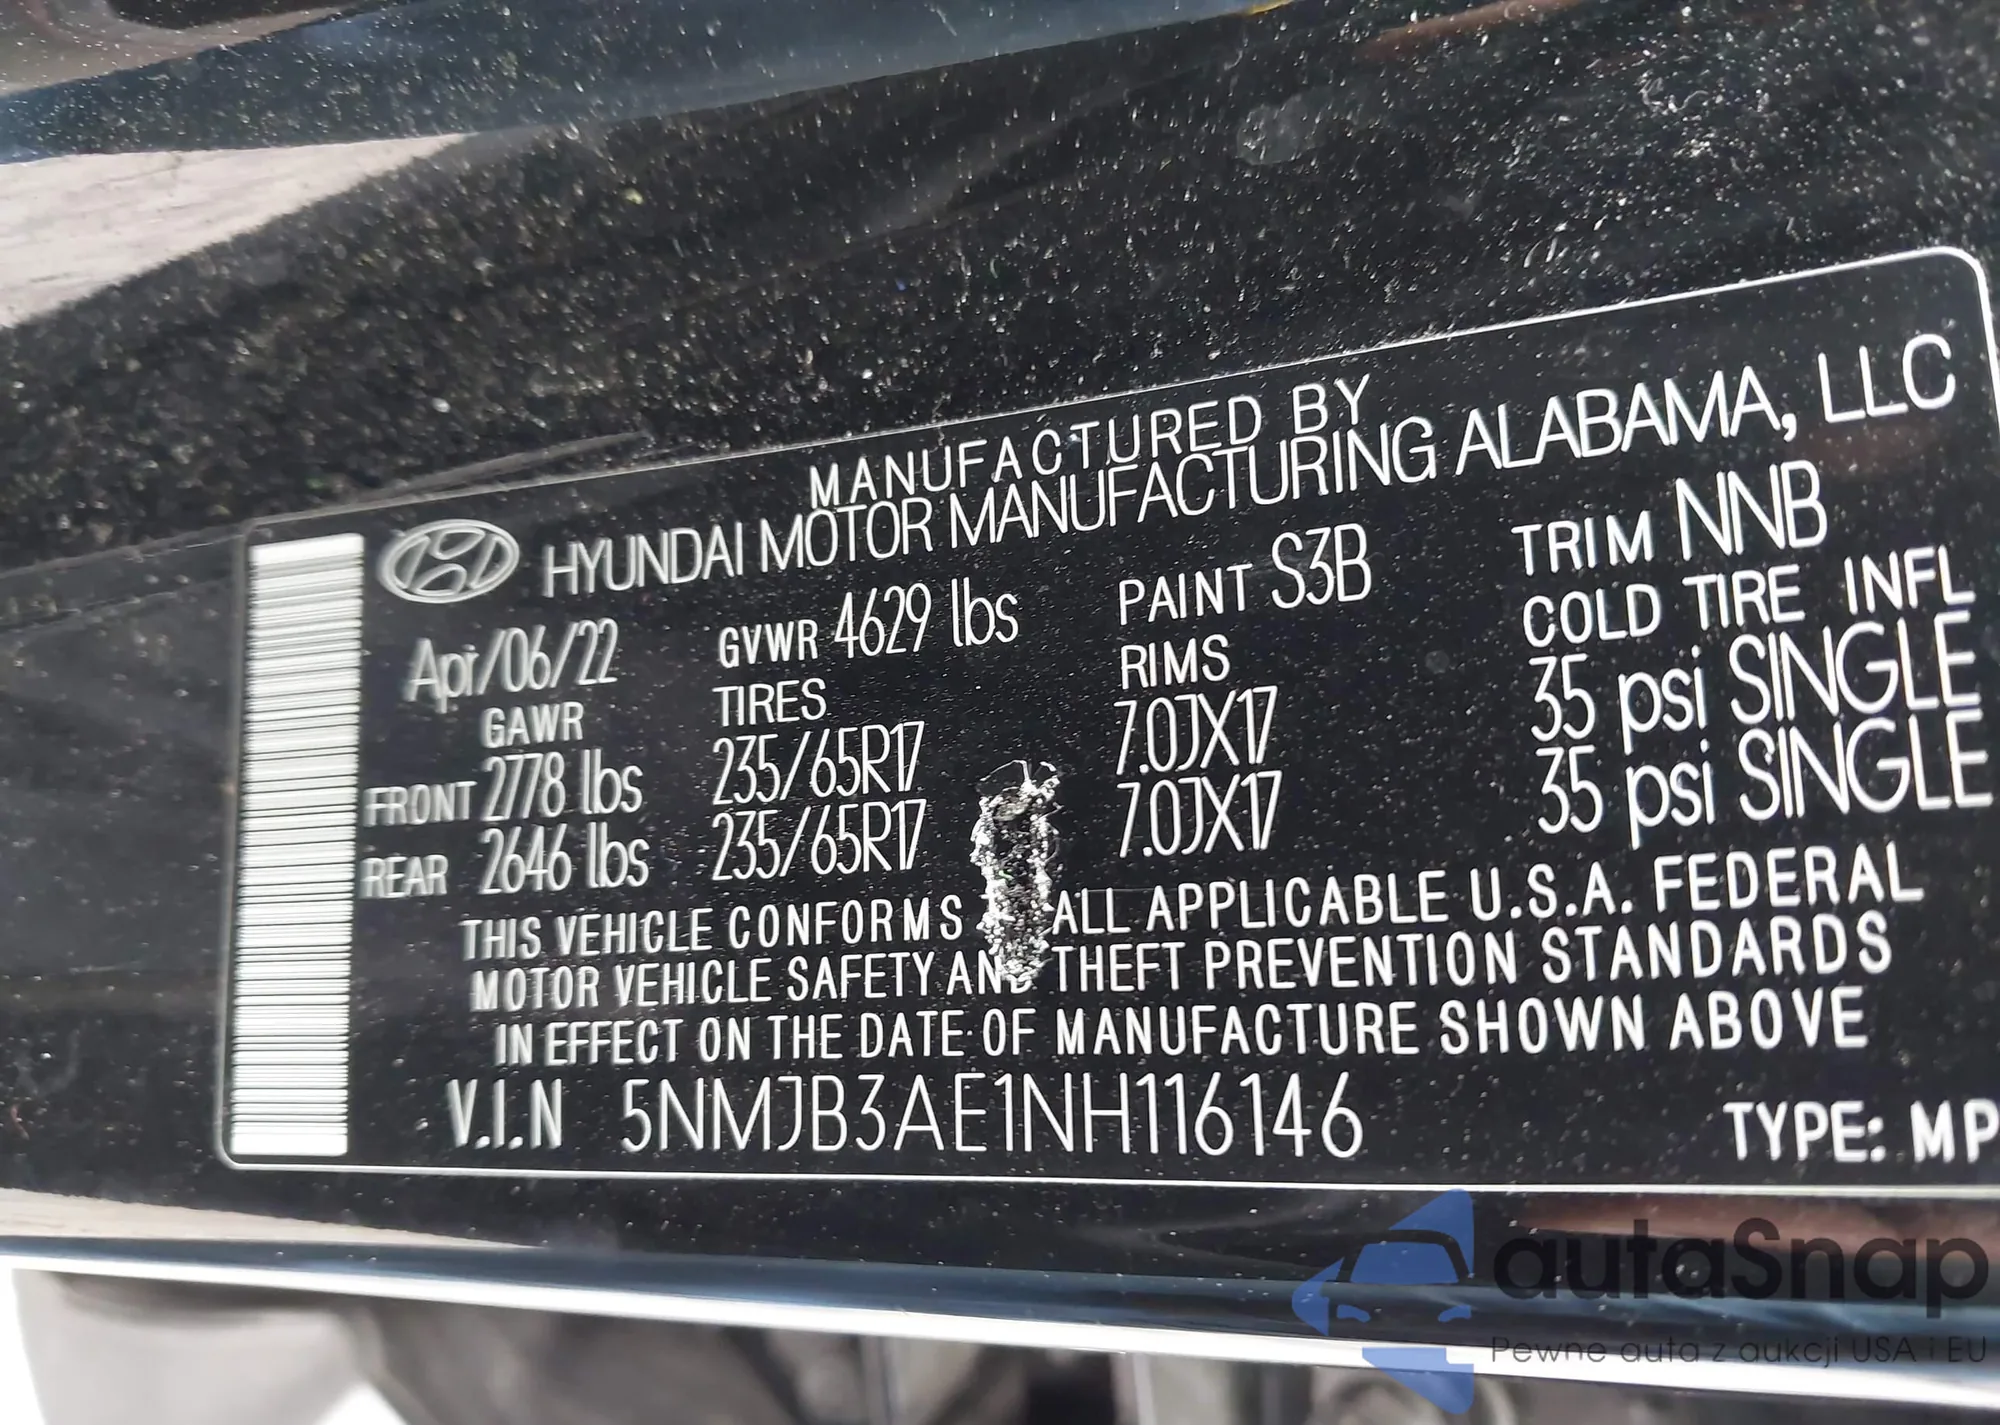 MANUFACTURED BY
HYUNDAI MOTOR MANUFACTURING ALABAMA, LLC
Apr/06/22 GVWR 4629 lbs PAINT S3B TRIM NNB
GAWR TIRES RIMS COLD TIRE INFL
FRONT 2778 lbs 235/65R17 7.0JX17 35 psi SINGLE
REAR 2646 lbs 235/65R17 7.0JX17 35 psi SINGLE
THIS VEHICLE CONFORMS ALL APPLICABLE U.S.A. FEDERAL
MOTOR VEHICLE SAFETY AND THEFT PREVENTION STANDARDS
IN EFFECT ON THE DATE OF MANUFACTURE SHOWN ABOVE
V.I.N 5NMJB3AE1NH116146 TYPE: MP
autaSnap
Pewne auta z aukcji USA i EU